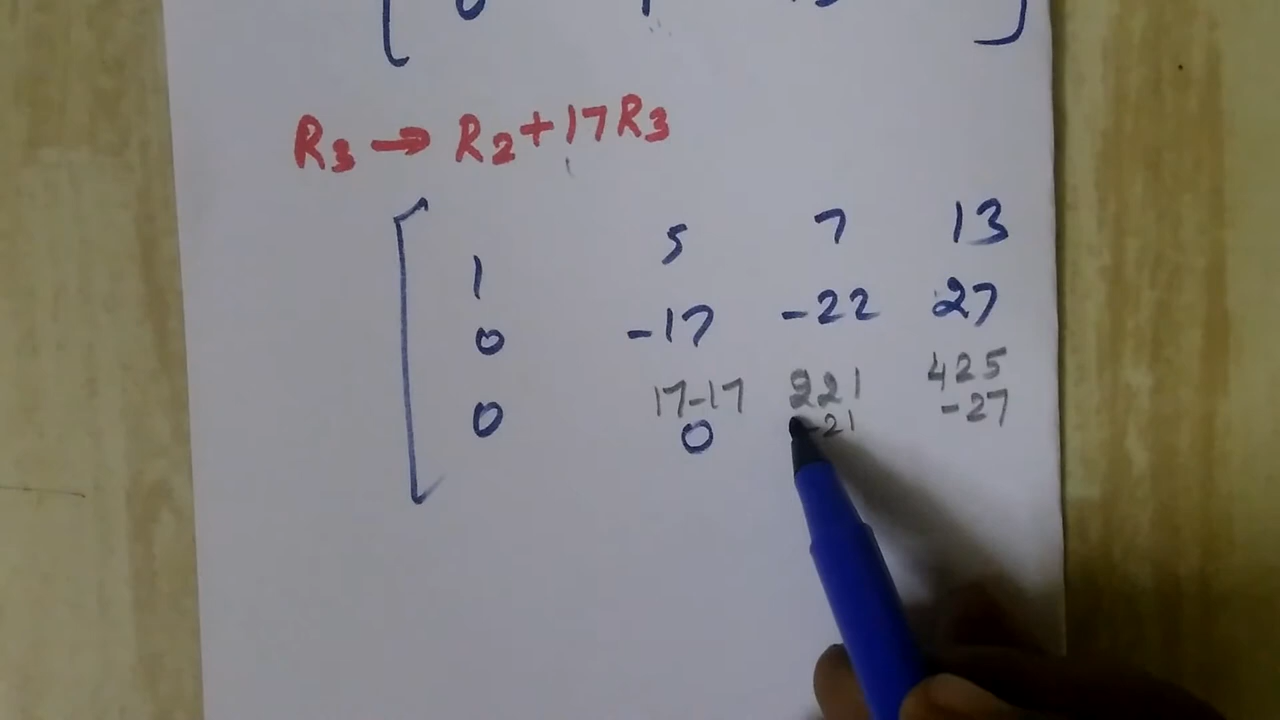 R3 → R2+17R3
1 5 7 13
0 -17 -22 27
17-17 221 425
0 0 -21 -27